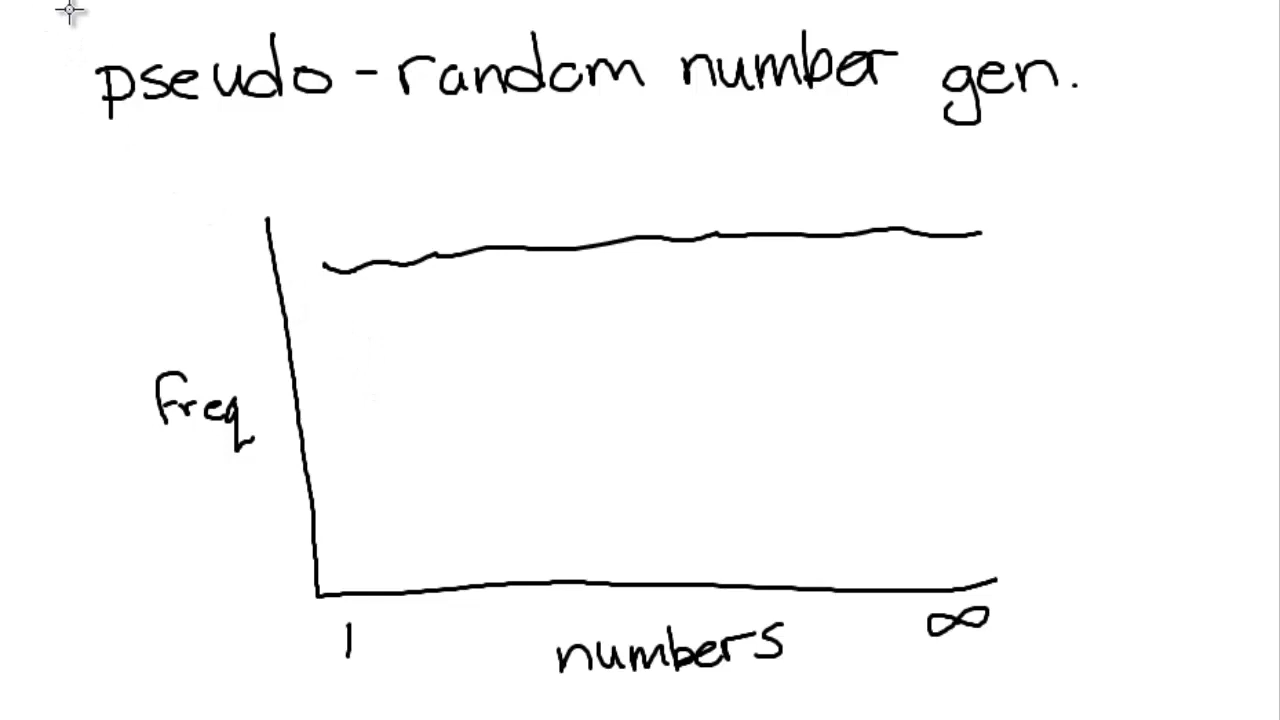 pseudo-random number gen.
freq
1 numbers ∞